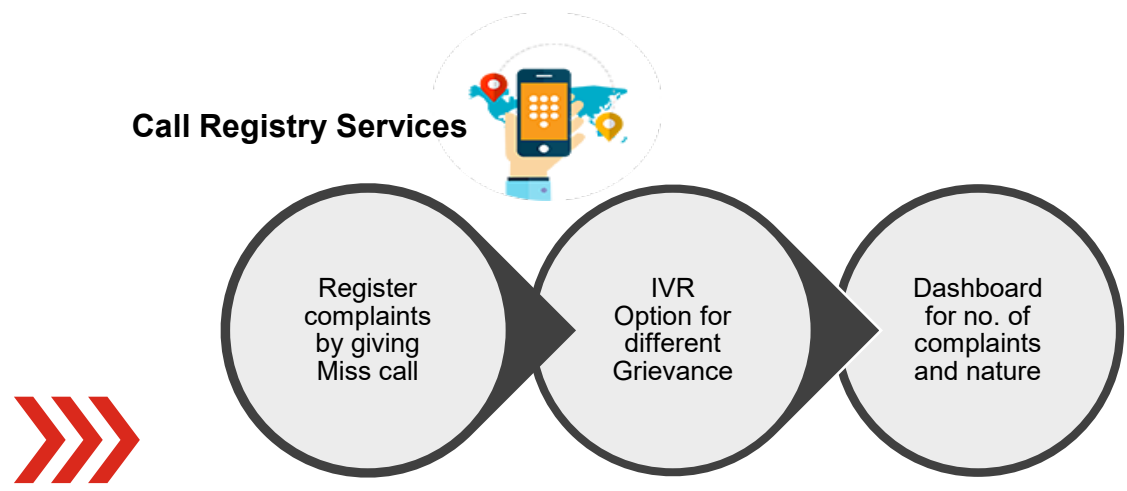 Call Registry Services
Register
complaints
by giving
Miss call
IVR
Option for
different
Grievance
Dashboard
for no. of
complaints
and nature